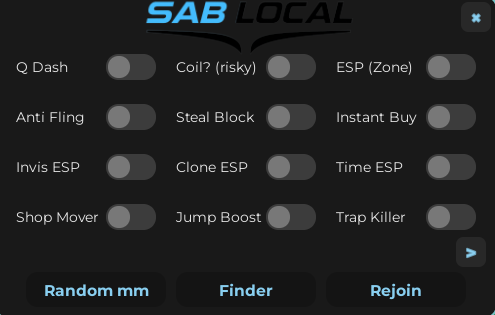 SAB LOCAL
Q Dash Coil? (risky) ESP (Zone)
Anti Fling Steal Block Instant Buy
Invis ESP Clone ESP Time ESP
Shop Mover Jump Boost Trap Killer
>
Random mm Finder Rejoin